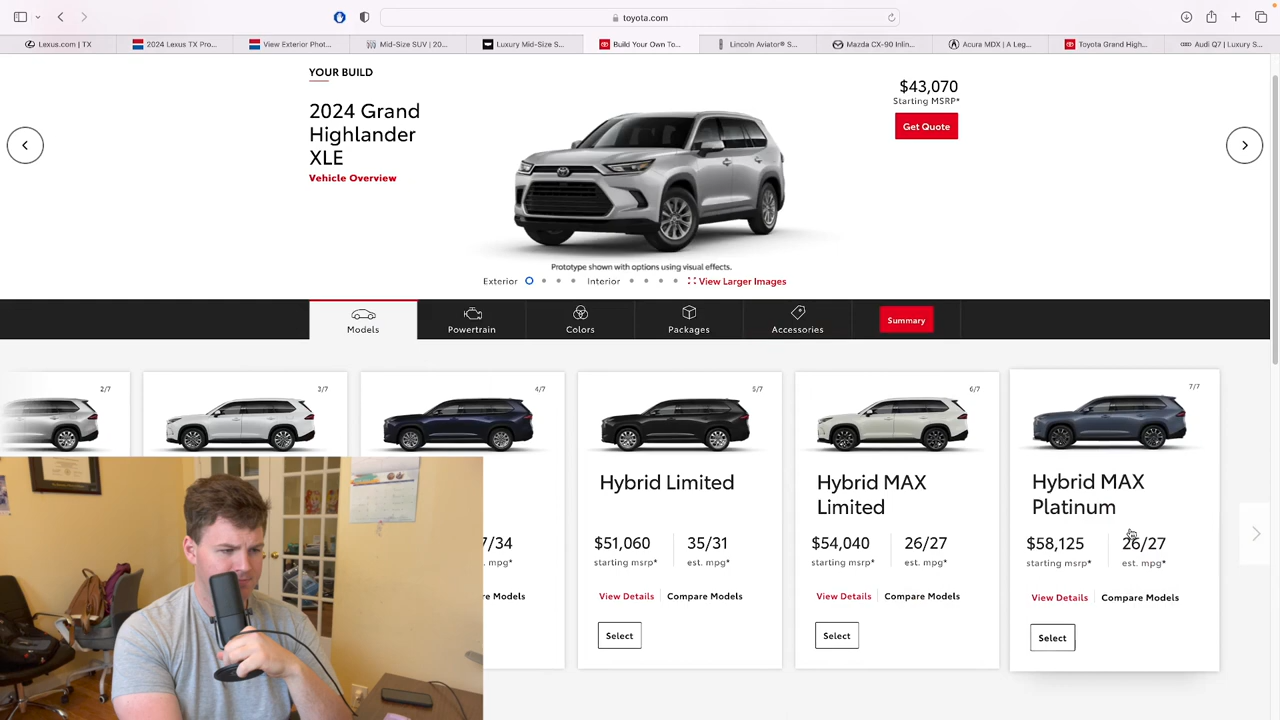 toyota.com
Lexus.com | TX
2024 Lexus TX Pro...
View Exterior Phot...
Mid-Size SUV | 20...
Luxury Mid-Size S...
Build Your Own To...
Lincoln Aviator® S...
Mazda CX-90 Inlin...
Acura MDX | A Leg...
Toyota Grand High...
Audi Q7 | Luxury S...
YOUR BUILD
2024 Grand
Highlander
XLE
Vehicle Overview
$43,070
Starting MSRP*
Get Quote
Prototype shown with options using visual effects.
Exterior
Interior
View Larger Images
Models
Powertrain
Colors
Packages
Accessories
Summary
2/7
3/7
4/7
7/34
mpg*
re Models
5/7
Hybrid Limited
$51,060
starting msrp*
35/31
est. mpg*
View Details
Compare Models
Select
6/7
Hybrid MAX
Limited
$54,040
starting msrp*
26/27
est. mpg*
View Details
Compare Models
Select
7/7
Hybrid MAX
Platinum
$58,125
starting msrp*
26/27
est. mpg*
View Details
Compare Models
Select